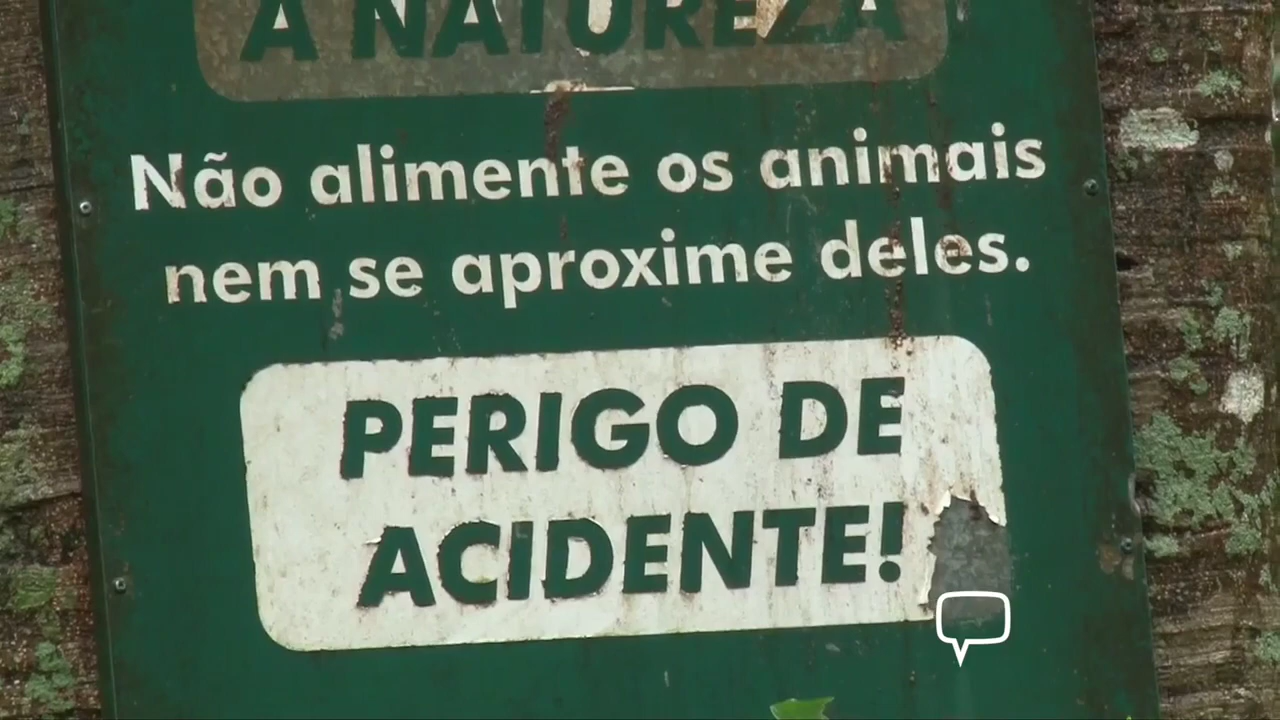 A NATUREZA
Não alimente os animais
nem se aproxime deles.
PERIGO DE
ACIDENTE!